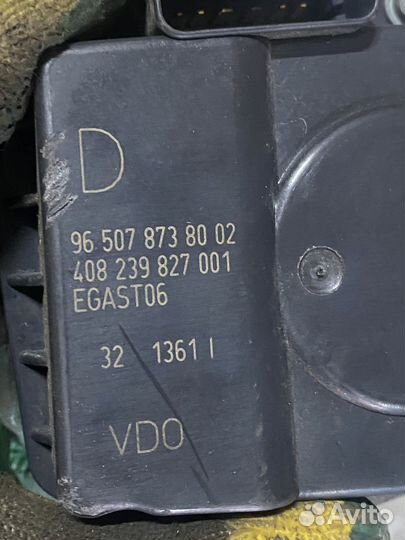 D
96 507 873 80 02
408 239 827 001
EGAST06
32 1361 I
VDO
Avito